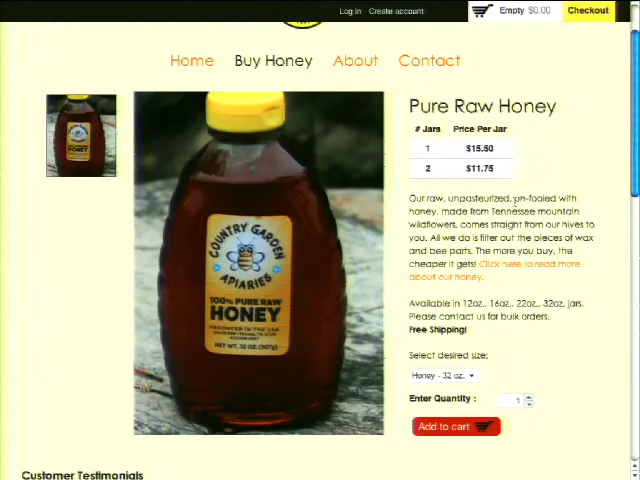 Log in Create account Empty $0.00 Checkout
Home Buy Honey About Contact
Pure Raw Honey
# Jars Price Per Jar
1 $15.50
2 $11.75
Our raw, unpasteurized, un-fooled with
honey, made from Tennessee mountain
wildflowers, comes straight from our hives to
you. All we do is filter out the pieces of wax
and bee parts. The more you buy, the
cheaper it gets! Click here to read more
about our honey.
Available in 12oz., 16oz., 22oz., 32oz. jars.
Please contact us for bulk orders.
Free Shipping!
Select desired size:
Honey - 32 oz.
Enter Quantity : 1
Add to cart
COUNTRY GARDEN
APIARIES
100% PURE RAW
HONEY
PRODUCED IN THE USA
NET WT. 32 OZ. (907g)
Customer Testimonials